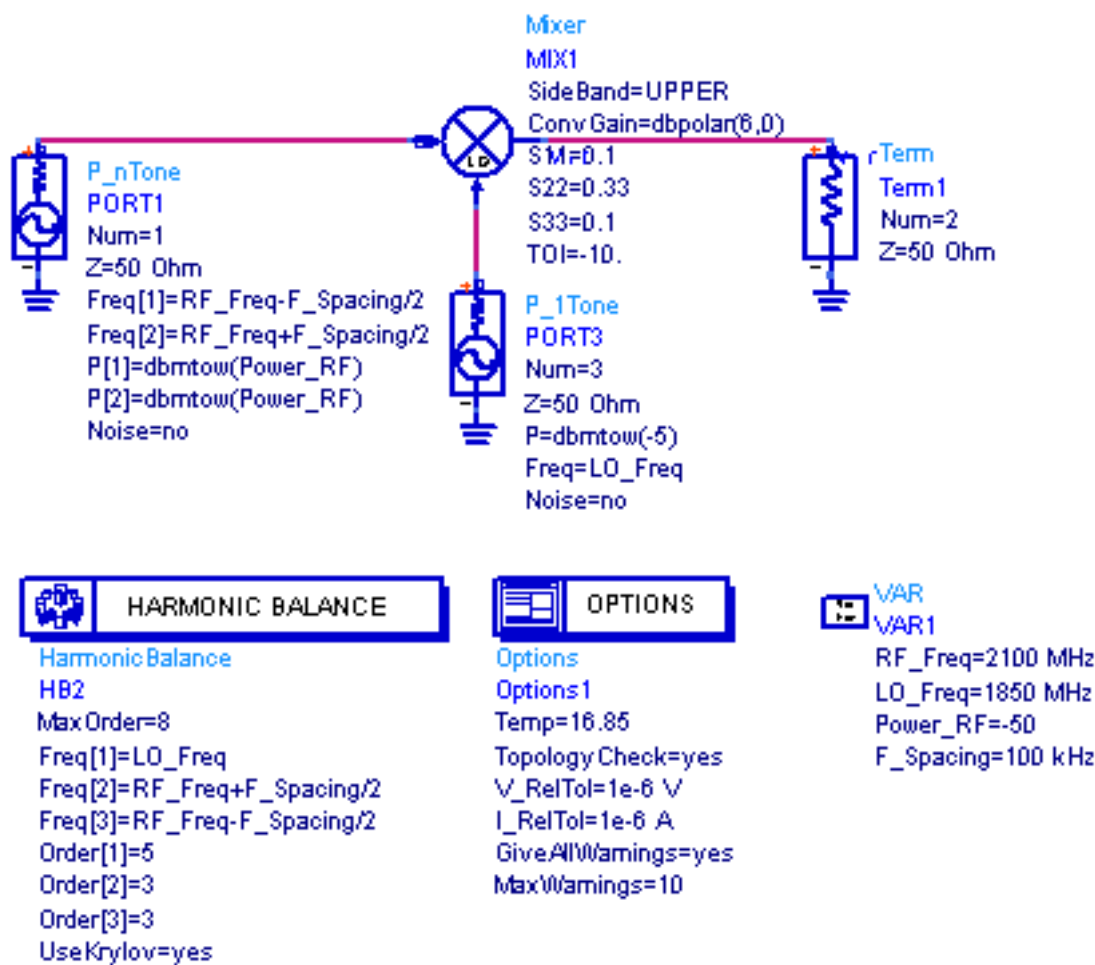 Mixer
MIX1
SideBand=UPPER
ConvGain=dbpolar(6,0)
S22=0.33
S33=0.1
TOI=-10.
LO
P_nTone
PORT1
Num=1
Z=50 Ohm
Freq[1]=RF_Freq-F_Spacing/2
Freq[2]=RF_Freq+F_Spacing/2
P[1]=dbmtow(Power_RF)
P[2]=dbmtow(Power_RF)
Noise=no
P_1Tone
PORT3
Num=3
Z=50 Ohm
P=dbmtow(-5)
Freq=LO_Freq
Noise=no
Term
Term1
Num=2
Z=50 Ohm
HARMONIC BALANCE
HarmonicBalance
HB2
MaxOrder=8
Freq[1]=LO_Freq
Freq[2]=RF_Freq+F_Spacing/2
Freq[3]=RF_Freq-F_Spacing/2
Order[1]=5
Order[2]=3
Order[3]=3
UseKrylov=yes
OPTIONS
Options
Options1
Temp=16.85
TopologyCheck=yes
V_RelTol=1e-6 V
I_RelTol=1e-6 A
GiveAllWarnings=yes
MaxWarnings=10
VAR
VAR1
RF_Freq=2100 MHz
LO_Freq=1850 MHz
Power_RF=-50
F_Spacing=100 kHz